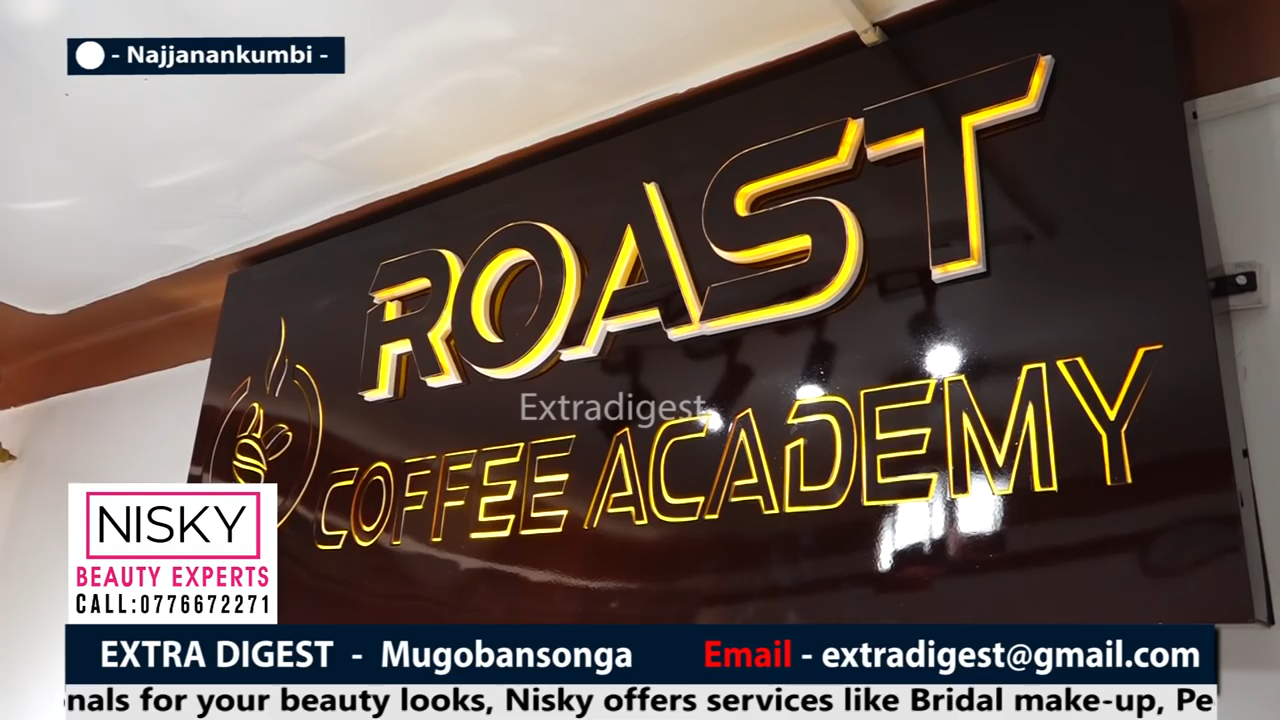 - Najjanankumbi -
ROAST
Extradigest
COFFEE ACADEMY
NISKY
BEAUTY EXPERTS
CALL:0776672271
EXTRA DIGEST - Mugobansonga Email - extradigest@gmail.com
onals for your beauty looks, Nisky offers services like Bridal make-up, Pe